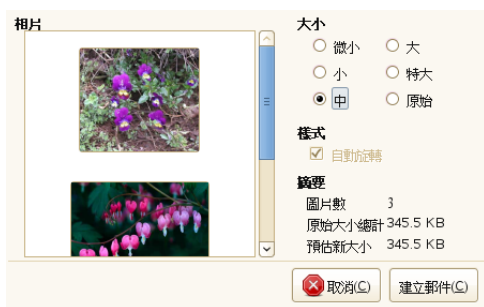 相片
大小
微小 大
小 特大
中 原始
樣式
自動旋轉
摘要
圖片數 3
原始大小總計 345.5 KB
預估新大小 345.5 KB
取消(C) 建立郵件(C)